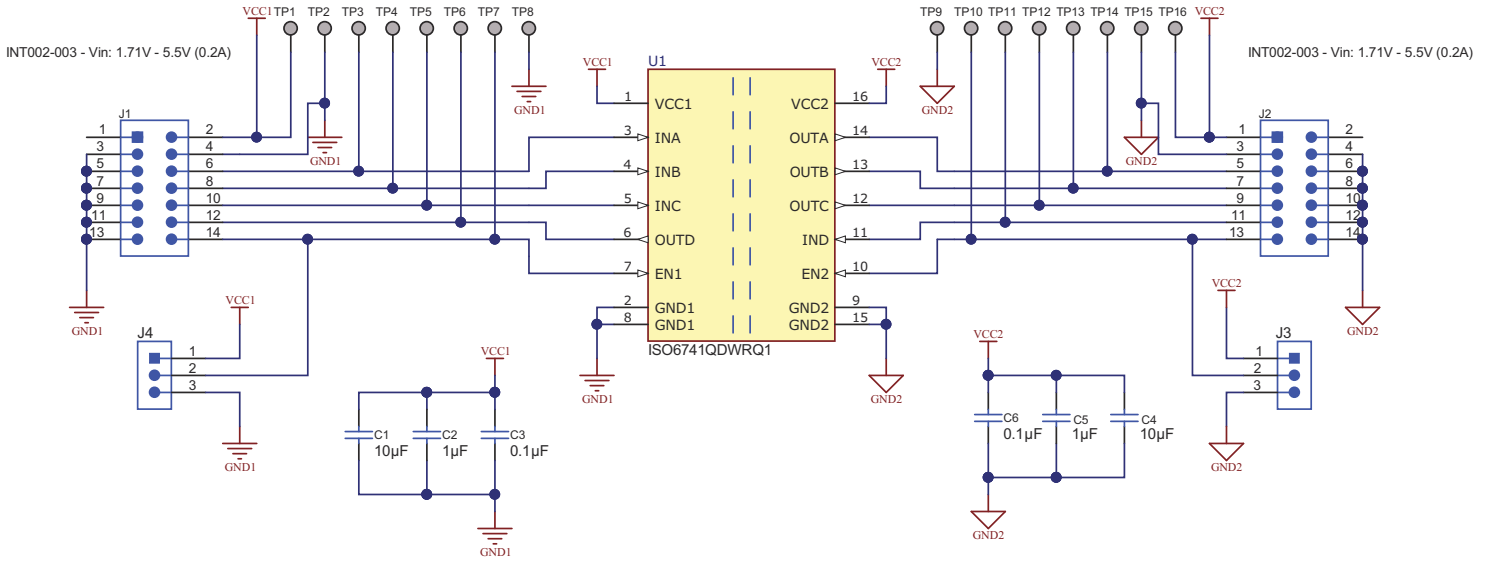 VCC1 TP1 TP2 TP3 TP4 TP5 TP6 TP7 TP8
TP9 TP10 TP11 TP12 TP13 TP14 TP15 TP16 VCC2
INT002-003 - Vin: 1.71V - 5.5V (0.2A)
INT002-003 - Vin: 1.71V - 5.5V (0.2A)
GND1
GND1
GND2
GND2
J1
1 2
3 4
5 6
7 8
9 10
11 12
13 14
GND1
VCC1
U1
VCC2
1 VCC1 VCC2 16
3 INA OUTA 14
4 INB OUTB 13
5 INC OUTC 12
6 OUTD IND 11
7 EN1 EN2 10
2 GND1 GND2 9
8 GND1 GND2 15
ISO6741QDWRQ1
GND1
GND2
J2
1 2
3 4
5 6
7 8
9 10
11 12
13 14
GND2
J4
VCC1
1
2
3
GND1
VCC1
C1
10µF
C2
1µF
C3
0.1µF
GND1
VCC2
C6
0.1µF
C5
1µF
C4
10µF
GND2
VCC2
J3
1
2
3
GND2